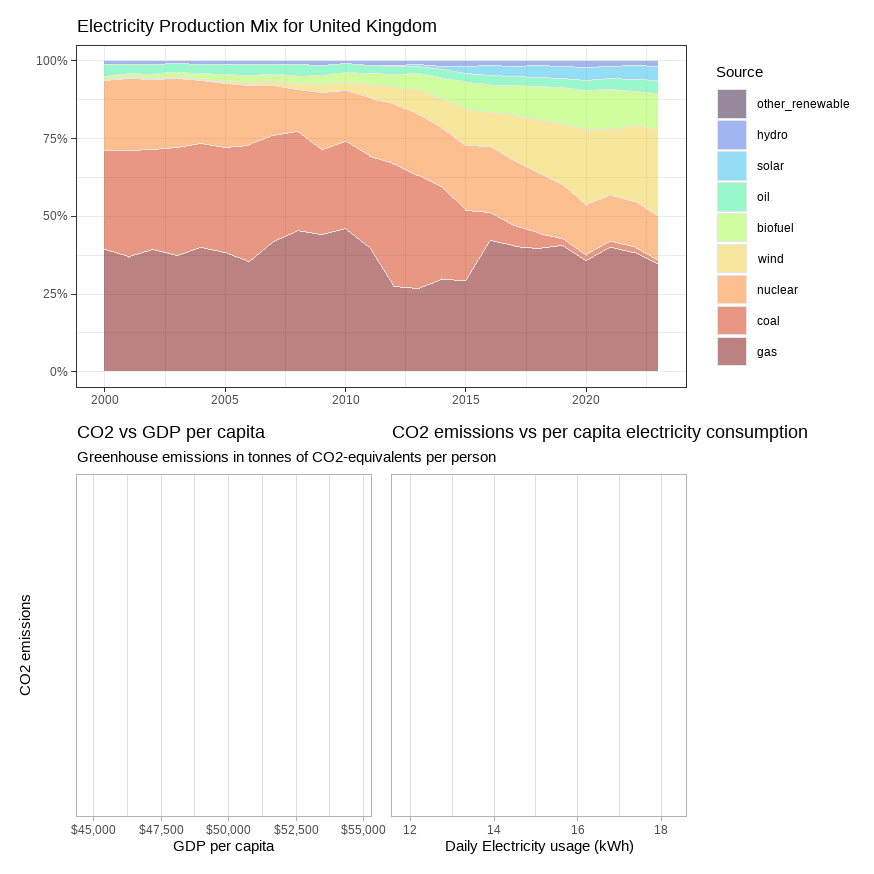 Electricity Production Mix for United Kingdom
100%
75%
50%
25%
0%
2000 2005 2010 2015 2020
Source
other_renewable
hydro
solar
oil
biofuel
wind
nuclear
coal
gas
CO2 vs GDP per capita
Greenhouse emissions in tonnes of CO2-equivalents per person
CO2 emissions
$45,000 $47,500 $50,000 $52,500 $55,000
GDP per capita
CO2 emissions vs per capita electricity consumption
12 14 16 18
Daily Electricity usage (kWh)